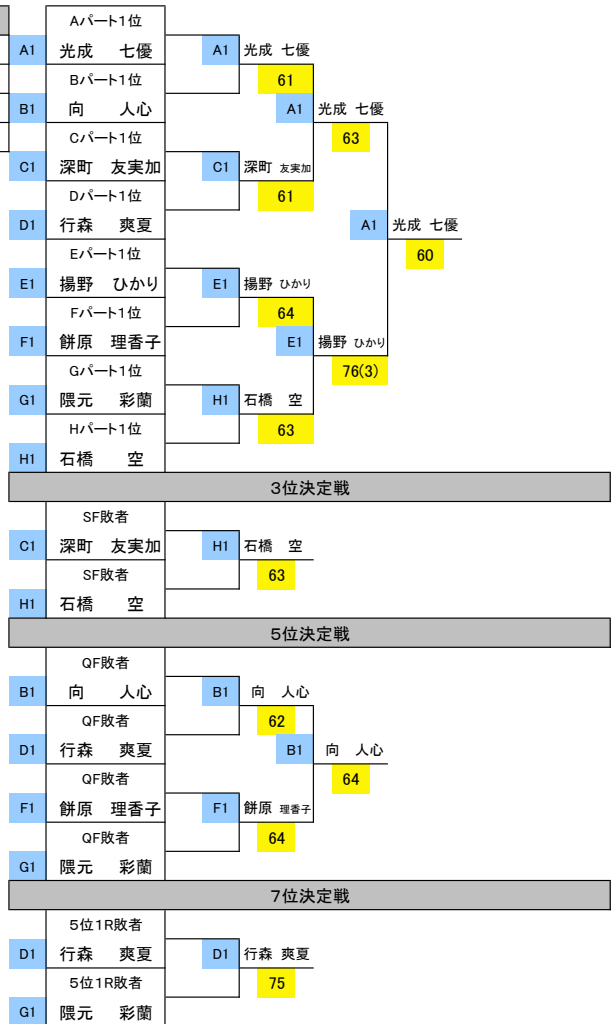 Aパート1位
A1 光成 七優 A1 光成 七優
Bパート1位 61
B1 向 人心 A1 光成 七優
Cパート1位 63
C1 深町 友実加 C1 深町 友実加
Dパート1位 61
D1 行森 爽夏 A1 光成 七優
Eパート1位 60
E1 揚野 ひかり E1 揚野 ひかり
Fパート1位 64
F1 餅原 理香子 E1 揚野 ひかり
Gパート1位 76(3)
G1 隈元 彩蘭 H1 石橋 空
Hパート1位 63
H1 石橋 空
3位決定戦
SF敗者
C1 深町 友実加 H1 石橋 空
SF敗者 63
H1 石橋 空
5位決定戦
QF敗者
B1 向 人心 B1 向 人心
QF敗者 62
D1 行森 爽夏 B1 向 人心
QF敗者 64
F1 餅原 理香子 F1 餅原 理香子
QF敗者 64
G1 隈元 彩蘭
7位決定戦
5位1R敗者
D1 行森 爽夏 D1 行森 爽夏
5位1R敗者 75
G1 隈元 彩蘭